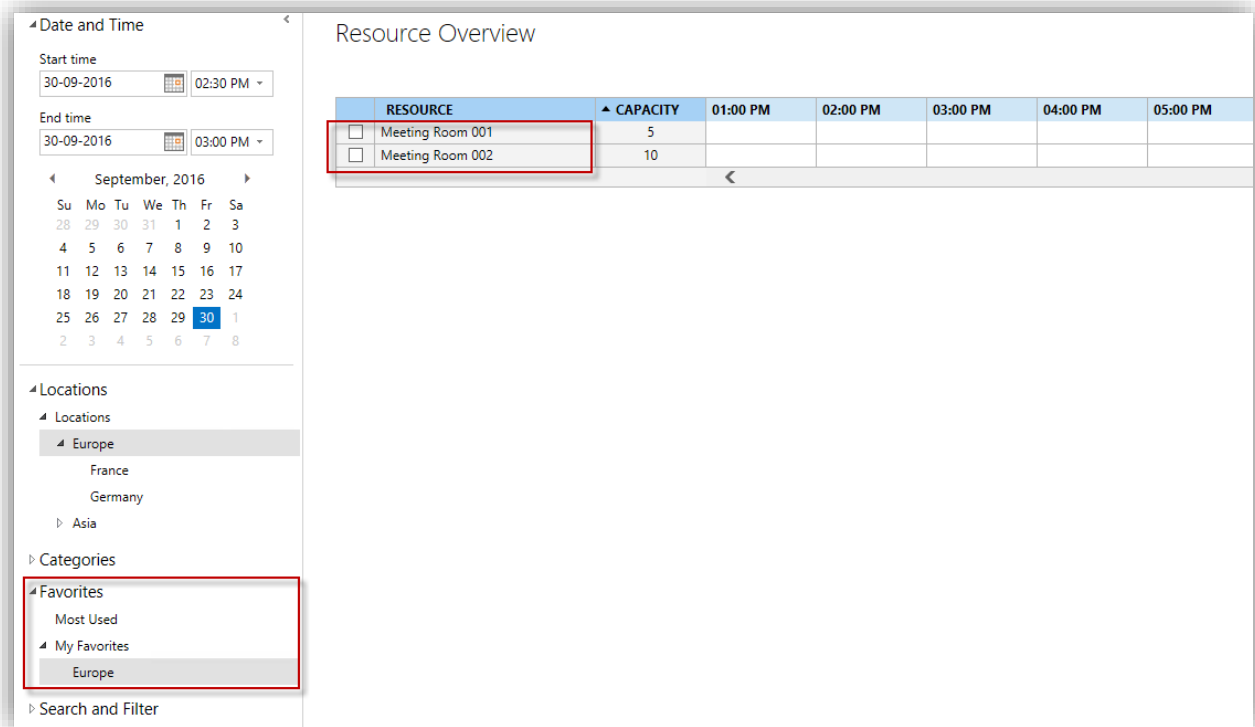 Date and Time
Start time
30-09-2016 02:30 PM
End time
30-09-2016 03:00 PM
September, 2016
Su Mo Tu We Th Fr Sa
28 29 30 31 1 2 3
4 5 6 7 8 9 10
11 12 13 14 15 16 17
18 19 20 21 22 23 24
25 26 27 28 29 30 1
2 3 4 5 6 7 8
Locations
Locations
Europe
France
Germany
Asia
Categories
Favorites
Most Used
My Favorites
Europe
Search and Filter
Resource Overview
RESOURCE CAPACITY 01:00 PM 02:00 PM 03:00 PM 04:00 PM 05:00 PM
Meeting Room 001 5
Meeting Room 002 10